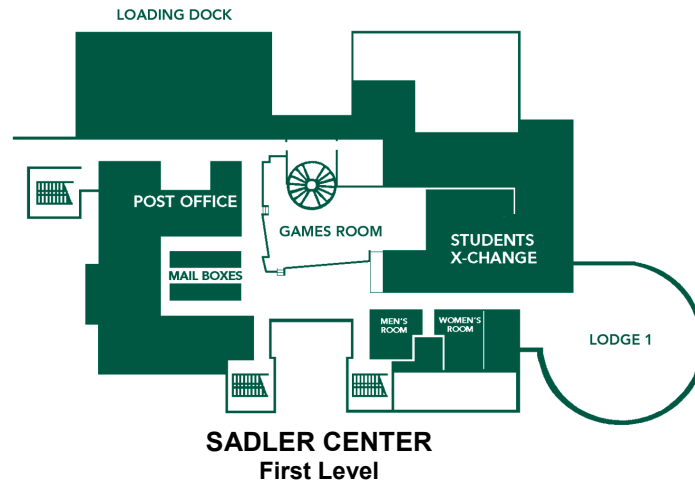 LOADING DOCK
POST OFFICE
GAMES ROOM
STUDENTS
X-CHANGE
MAIL BOXES
MEN'S
ROOM
WOMEN'S
ROOM
LODGE 1
SADLER CENTER
First Level